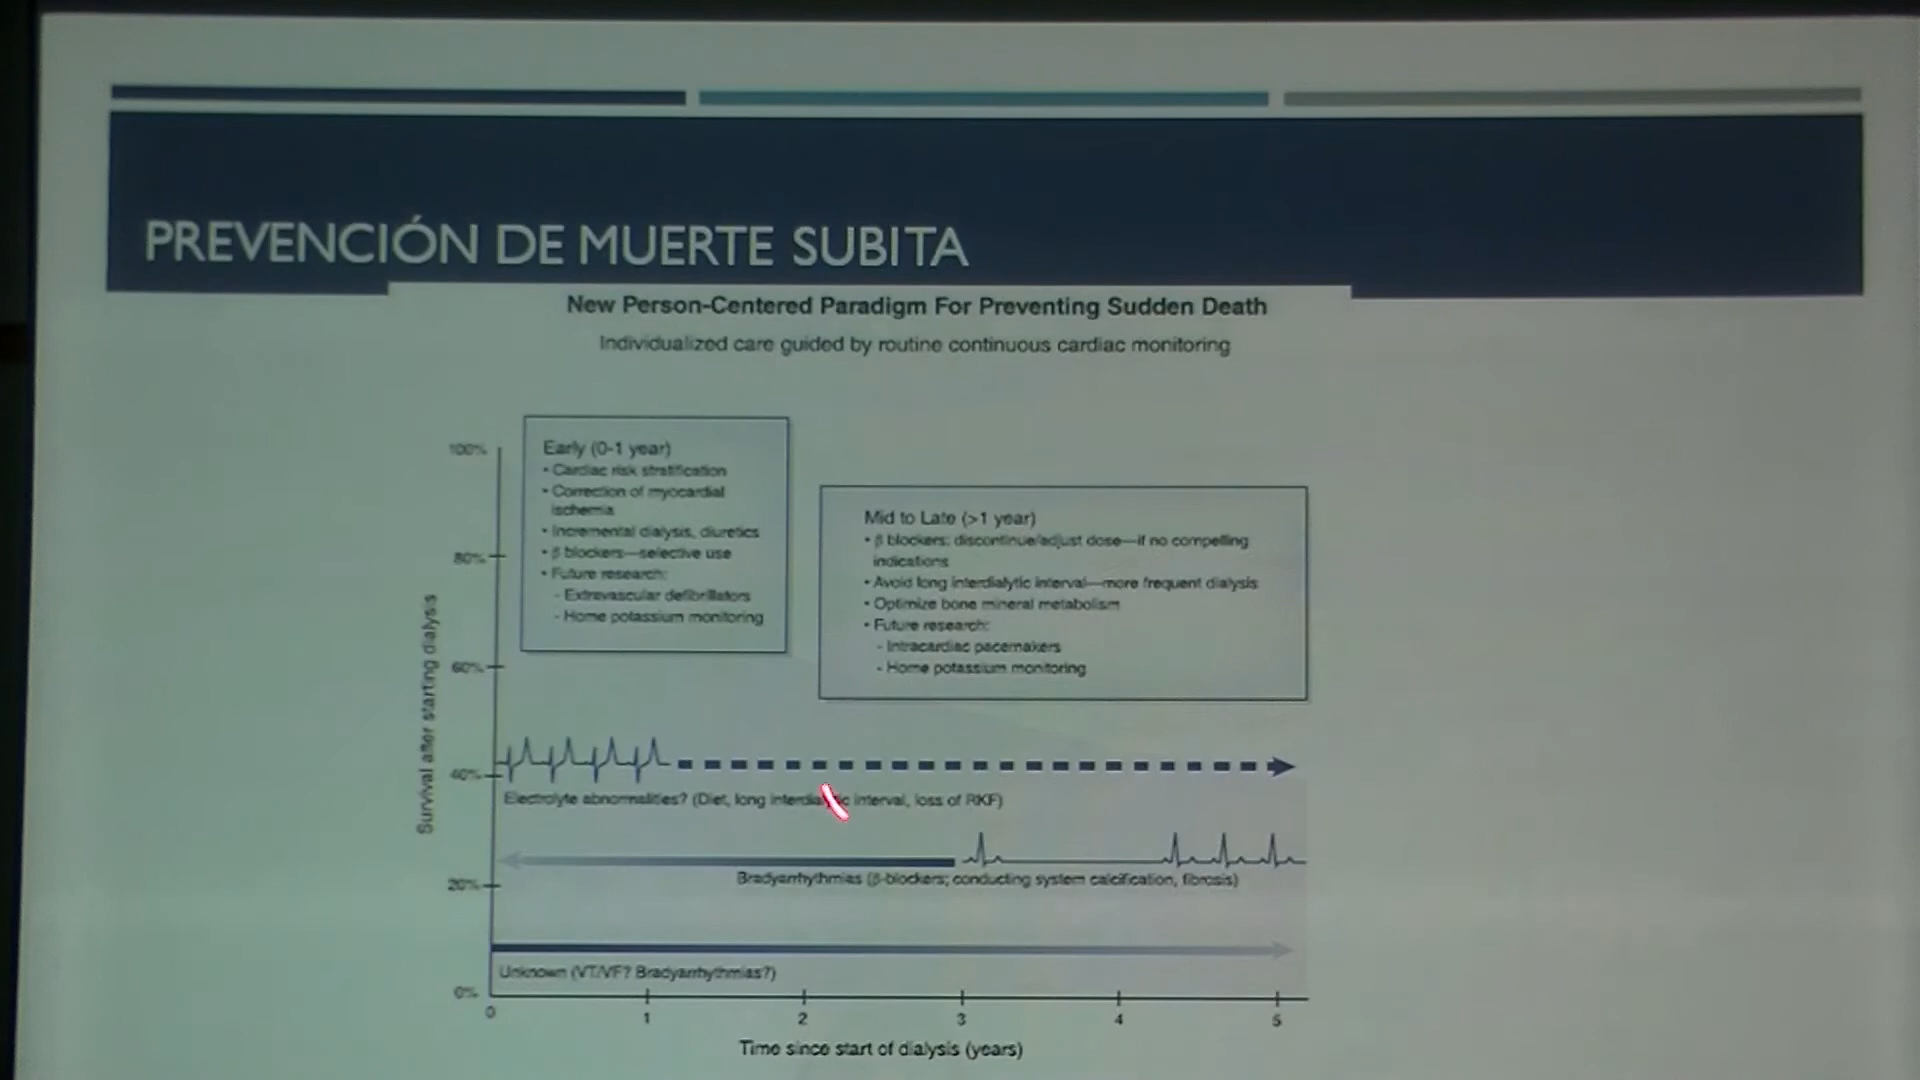 PREVENCIÓN DE MUERTE SUBITA
New Person-Centered Paradigm For Preventing Sudden Death
Individualized care guided by routine continuous cardiac monitoring
Early (0-1 year)
• Cardiac risk stratification
• Correction of myocardial
ischemia
• Incremental dialysis, diuretics
• β blockers—selective use
• Future research:
- Extravascular defibrillators
- Home potassium monitoring
Mid to Late (>1 year)
• β blockers: discontinue/adjust dose—if no compelling
indications
• Avoid long interdialytic interval—more frequent dialysis
• Optimize bone mineral metabolism
• Future research:
- Intracardiac pacemakers
- Home potassium monitoring
Survival after starting dialysis
100%
80%
60%
40%
20%
0%
Electrolyte abnormalities? (Diet, long interdialytic interval, loss of RKF)
Bradyarrhythmias (β-blockers; conducting system calcification, fibrosis)
Unknown (VT/VF? Bradyarrhythmias?)
0 1 2 3 4 5
Time since start of dialysis (years)